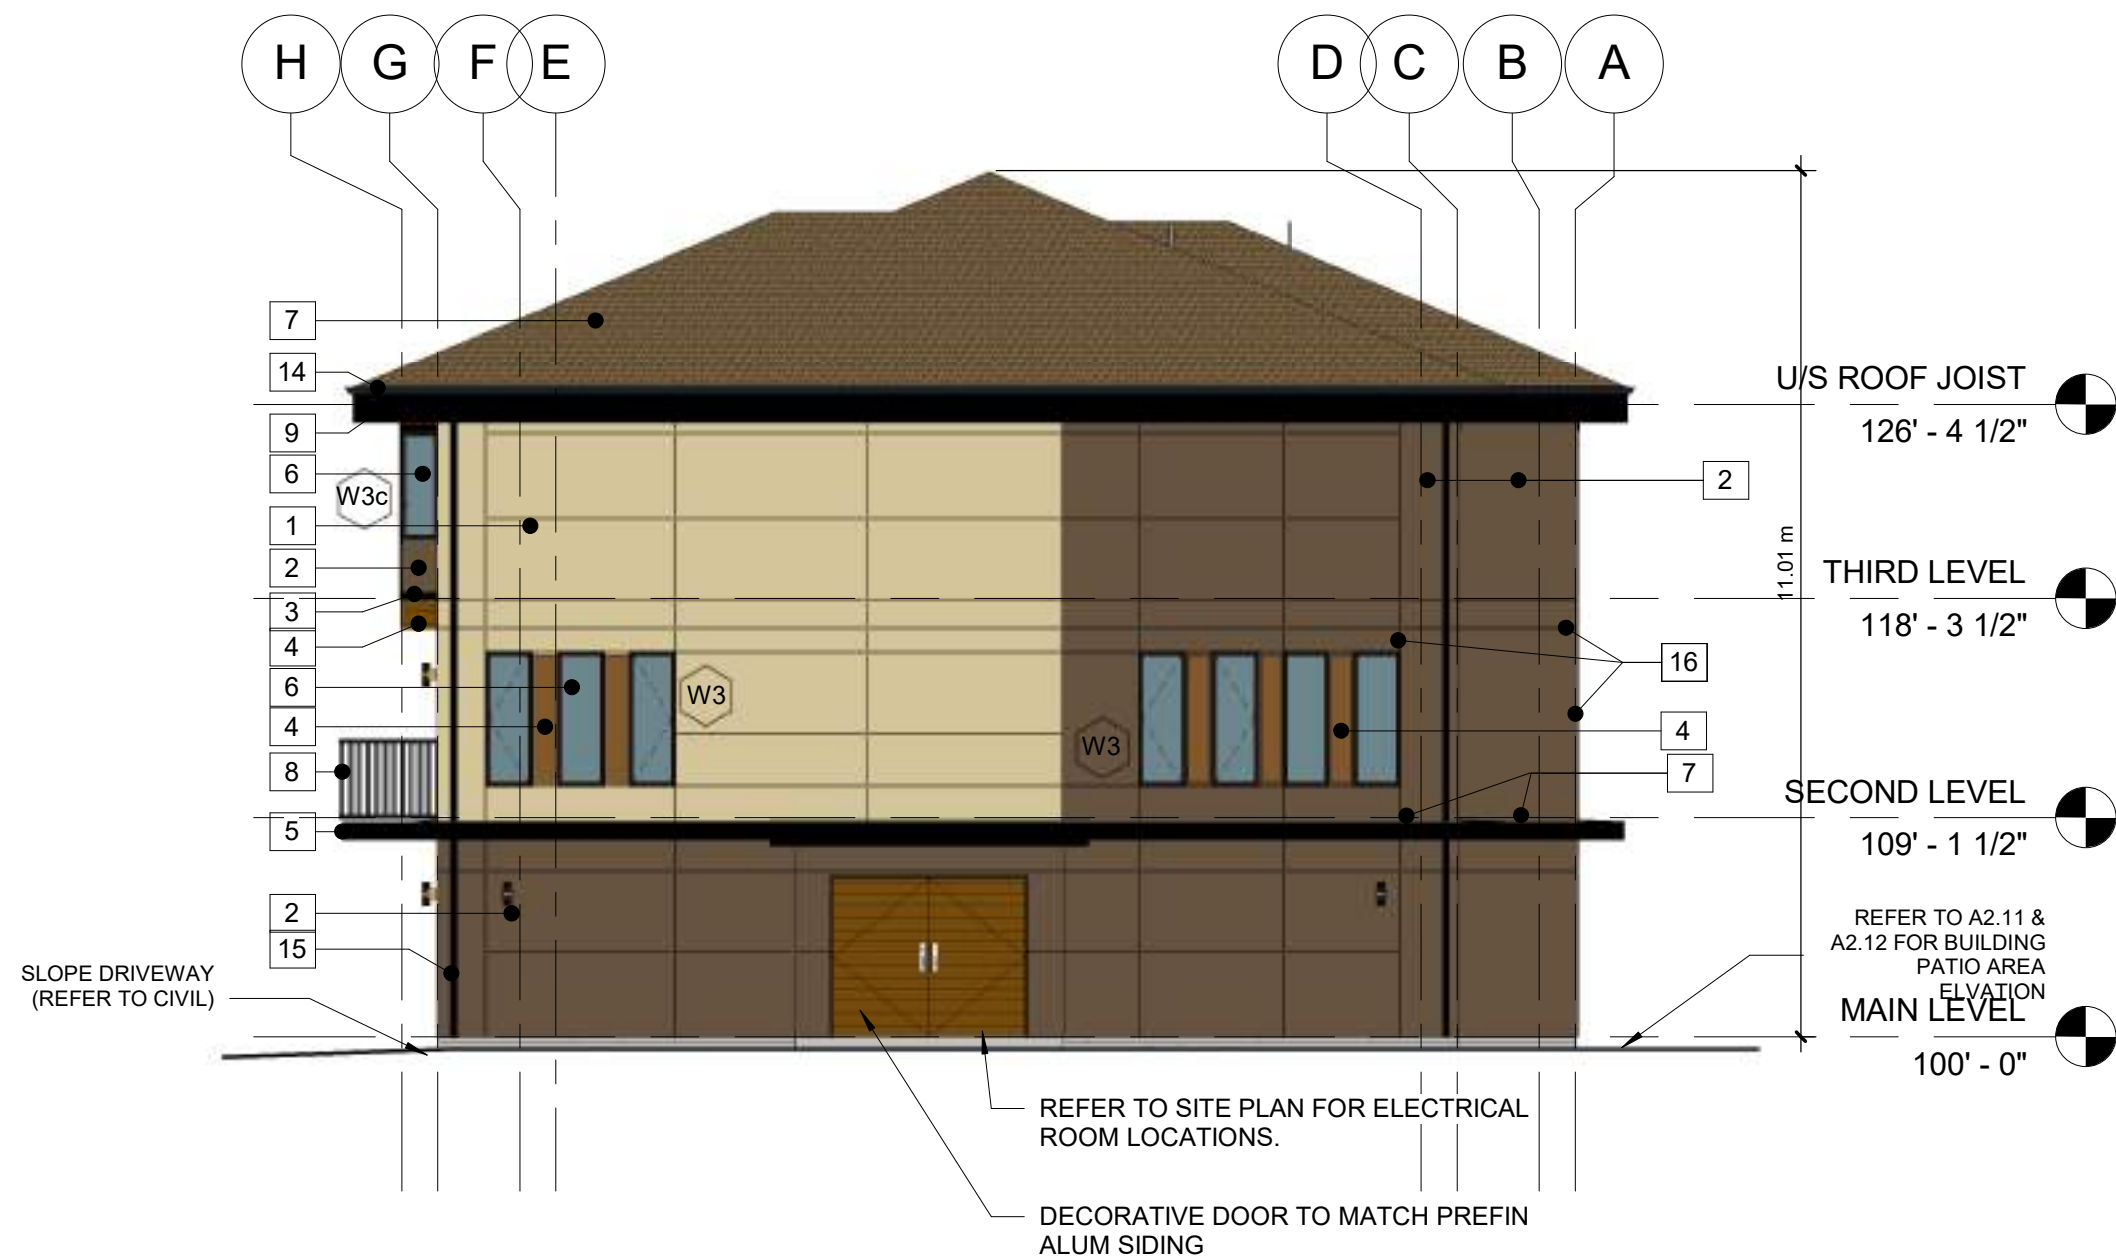 H G F E D C B A
7
14
9
6
W3c
1
2
3
4
6
4
8
5
2
15
W3
W3
2
16
4
7
11.01 m
U/S ROOF JOIST
126' - 4 1/2"
THIRD LEVEL
118' - 3 1/2"
SECOND LEVEL
109' - 1 1/2"
REFER TO A2.11 &
A2.12 FOR BUILDING
PATIO AREA
ELVATION
MAIN LEVEL
100' - 0"
SLOPE DRIVEWAY
(REFER TO CIVIL)
REFER TO SITE PLAN FOR ELECTRICAL
ROOM LOCATIONS.
DECORATIVE DOOR TO MATCH PREFIN
ALUM SIDING